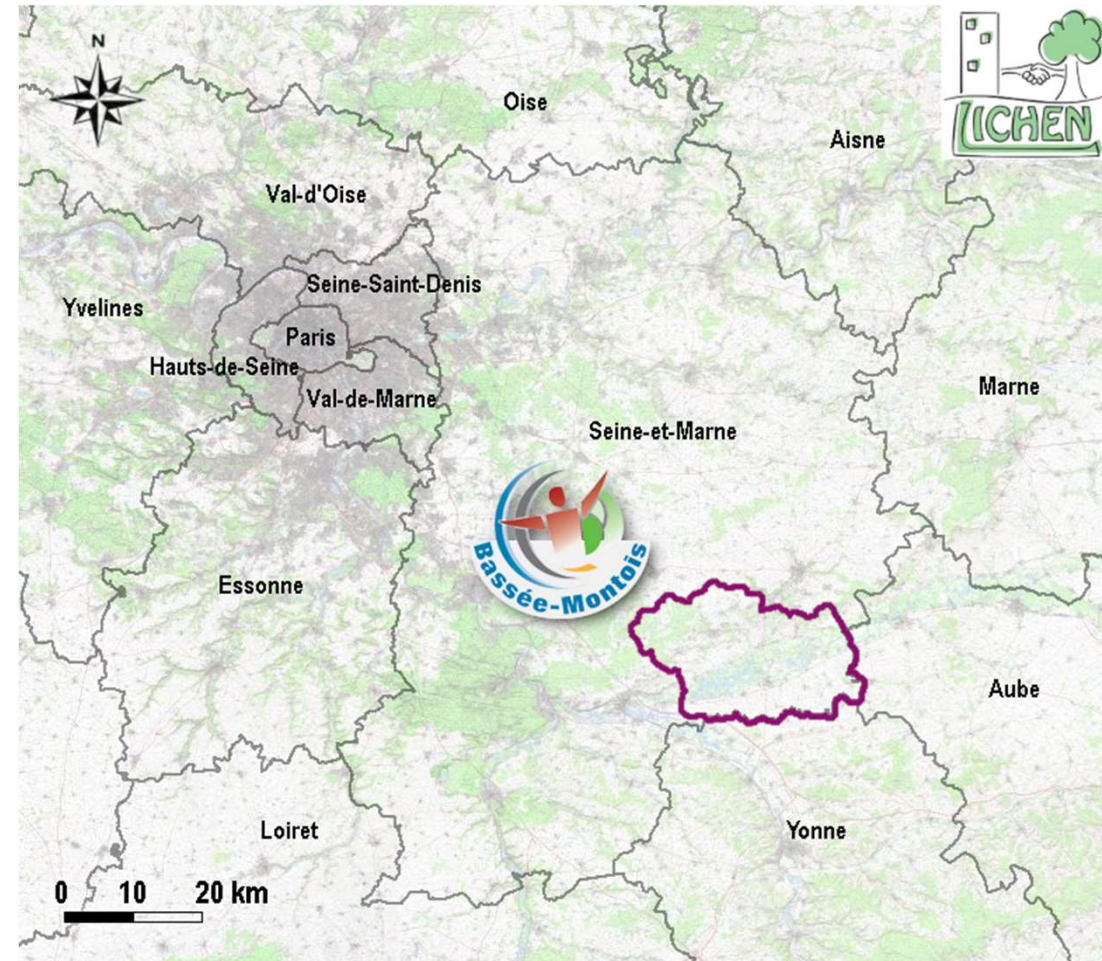 N
Oise
LICHEN
Aisne
Val-d'Oise
Seine-Saint-Denis
Yvelines
Paris
Hauts-de-Seine
Val-de-Marne
Marne
Seine-et-Marne
Bassée-Montois
Essonne
Aube
Loiret
Yonne
0 10 20 km